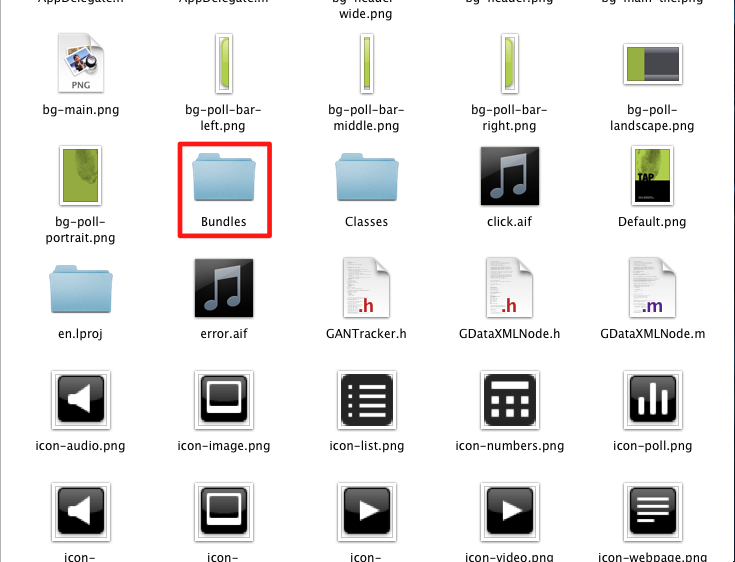 AppDelegate.h AppDelegate.m bg-header- bg-header.png bg-main-tile.png
wide.png
PNG
bg-main.png bg-poll-bar- bg-poll-bar- bg-poll-bar- bg-poll-
left.png middle.png right.png landscape.png
TAP
bg-poll- Bundles Classes click.aif Default.png
portrait.png
.h .h .m
en.lproj error.aif GANTracker.h GDataXMLNode.h GDataXMLNode.m
icon-audio.png icon-image.png icon-list.png icon-numbers.png icon-poll.png
icon- icon- icon- icon-video.png icon-webpage.png